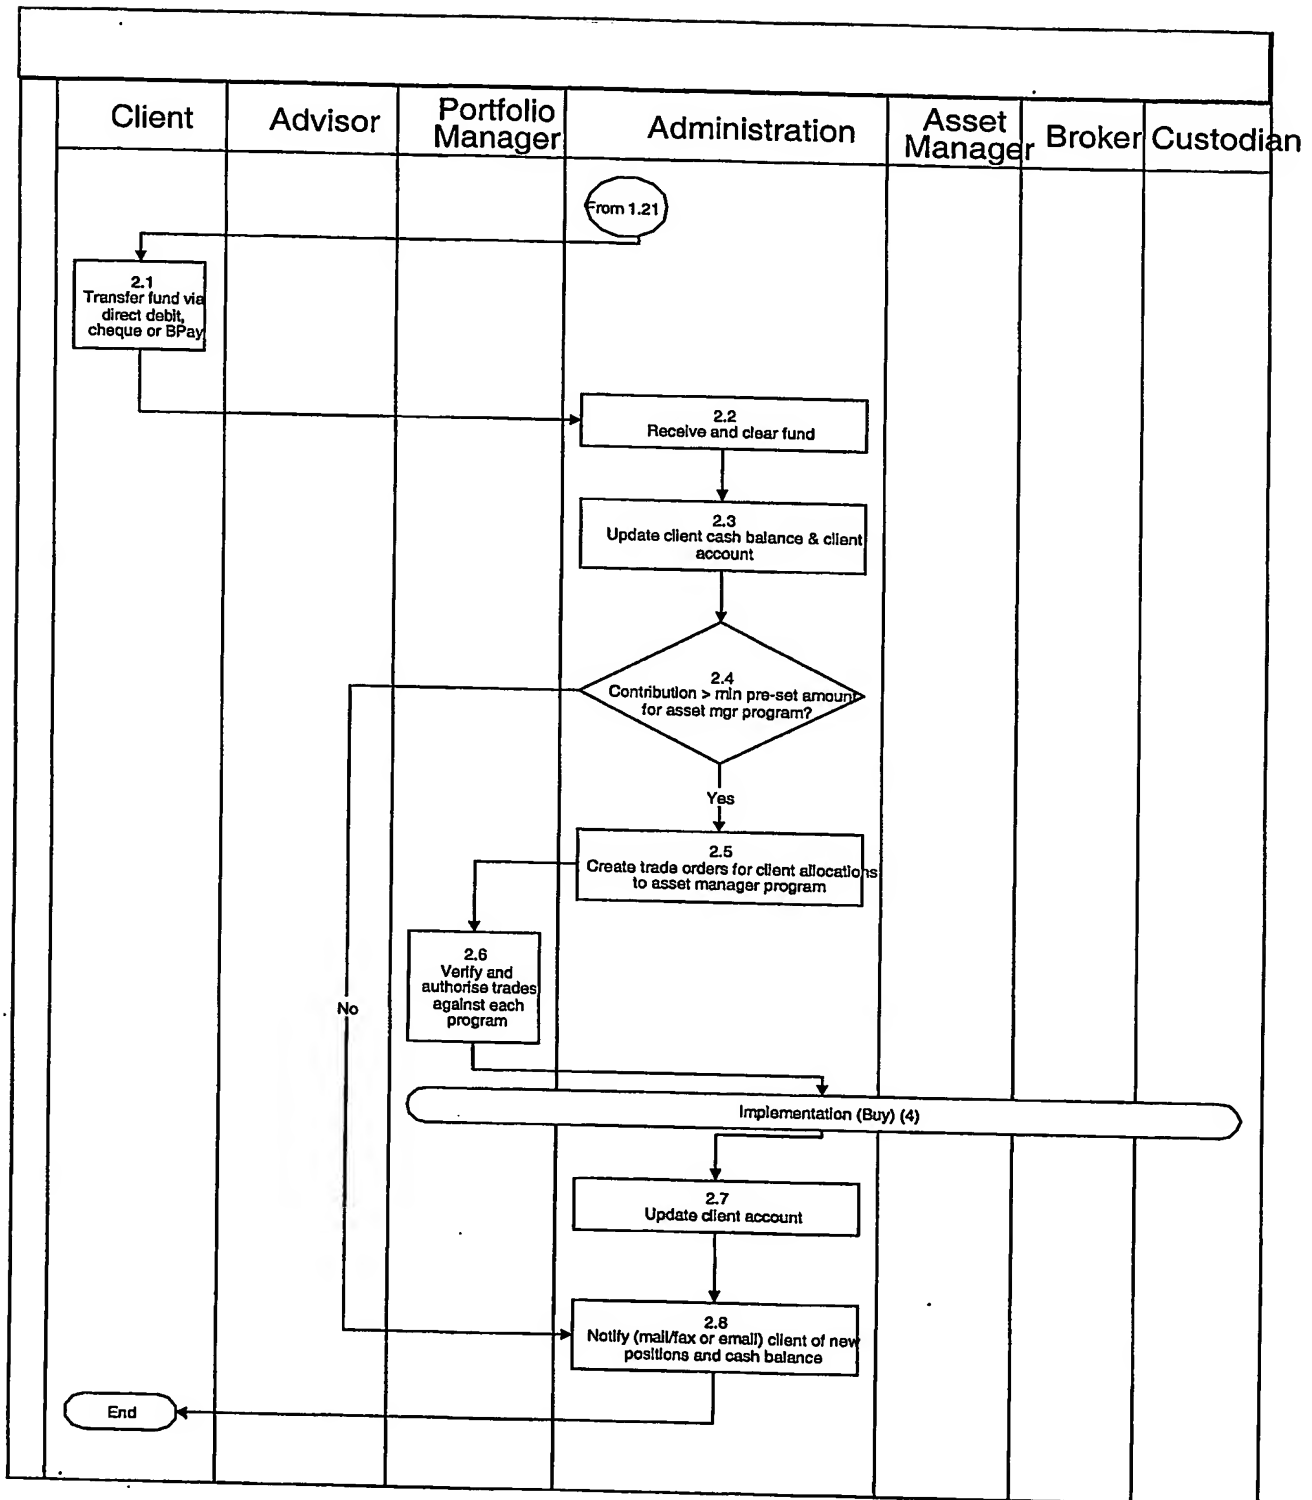 Client
Advisor
Portfolio
Manager
Administration
Asset
Manager
Broker
Custodian
From 1.21
2.1
Transfer fund via
direct debit,
cheque or BPay
2.2
Receive and clear fund
2.3
Update client cash balance & client
account
2.4
Contribution > min pre-set amount
for asset mgr program?
Yes
2.5
Create trade orders for client allocations
to asset manager program
2.6
Verify and
authorise trades
against each
program
No
Implementation (Buy) (4)
2.7
Update client account
2.8
Notify (mail/fax or email) client of new
positions and cash balance
End